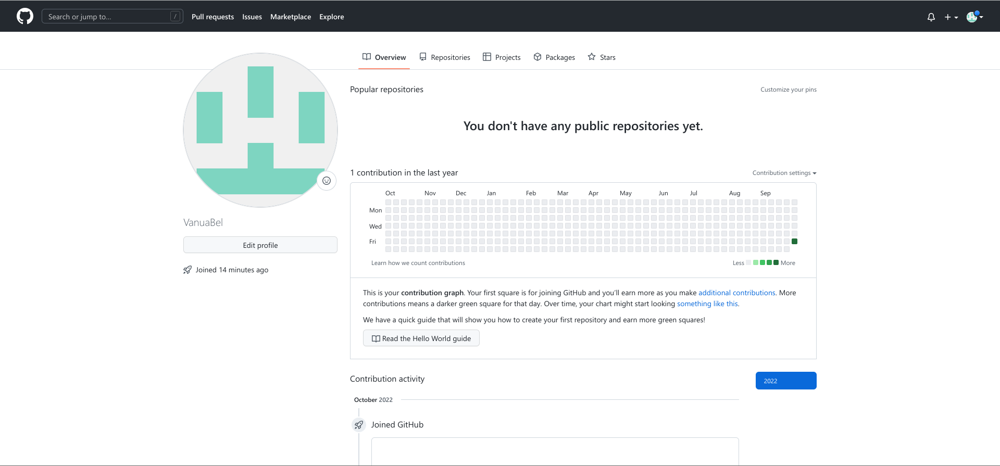 Search or jump to...
/
Pull requests
Issues
Marketplace
Explore
Overview
Repositories
Projects
Packages
Stars
Popular repositories
Customize your pins
You don't have any public repositories yet.
VanuaBel
Edit profile
Joined 14 minutes ago
1 contribution in the last year
Contribution settings
Oct Nov Dec Jan Feb Mar Apr May Jun Jul Aug Sep
Mon
Wed
Fri
Learn how we count contributions
Less
More
This is your contribution graph. Your first square is for joining GitHub and you’ll earn more as you make additional contributions. More
contributions means a darker green square for that day. Over time, your chart might start looking something like this.
We have a quick guide that will show you how to create your first repository and earn more green squares!
Read the Hello World guide
Contribution activity
2022
October 2022
Joined GitHub